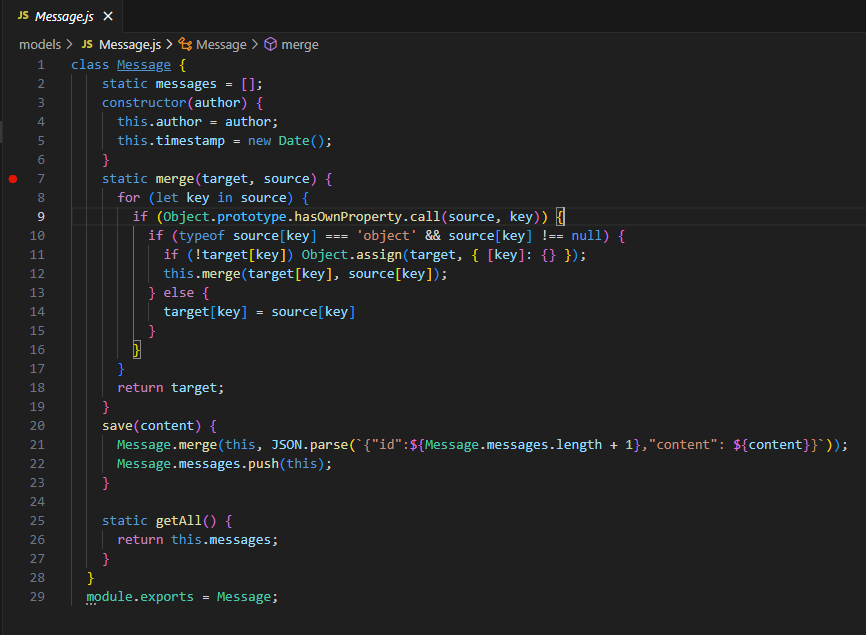 JS Message.js ×
models > JS Message.js > Message > merge
1 class Message {
2 static messages = [];
3 constructor(author) {
4 this.author = author;
5 this.timestamp = new Date();
6 }
7 static merge(target, source) {
8 for (let key in source) {
9 if (Object.prototype.hasOwnProperty.call(source, key)) {
10 if (typeof source[key] === 'object' && source[key] !== null) {
11 if (!target[key]) Object.assign(target, { [key]: {} });
12 this.merge(target[key], source[key]);
13 } else {
14 target[key] = source[key]
15 }
16 }
17 }
18 return target;
19 }
20 save(content) {
21 Message.merge(this, JSON.parse(`{"id":${Message.messages.length + 1},"content": ${content}}`));
22 Message.messages.push(this);
23 }
24
25 static getAll() {
26 return this.messages;
27 }
28 }
29 module.exports = Message;